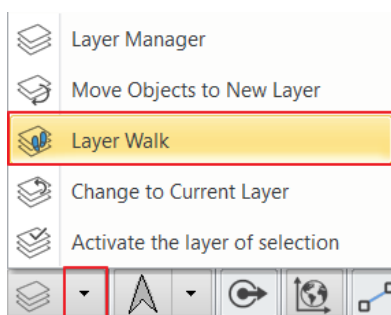 Layer Manager
Move Objects to New Layer
Layer Walk
Change to Current Layer
Activate the layer of selection